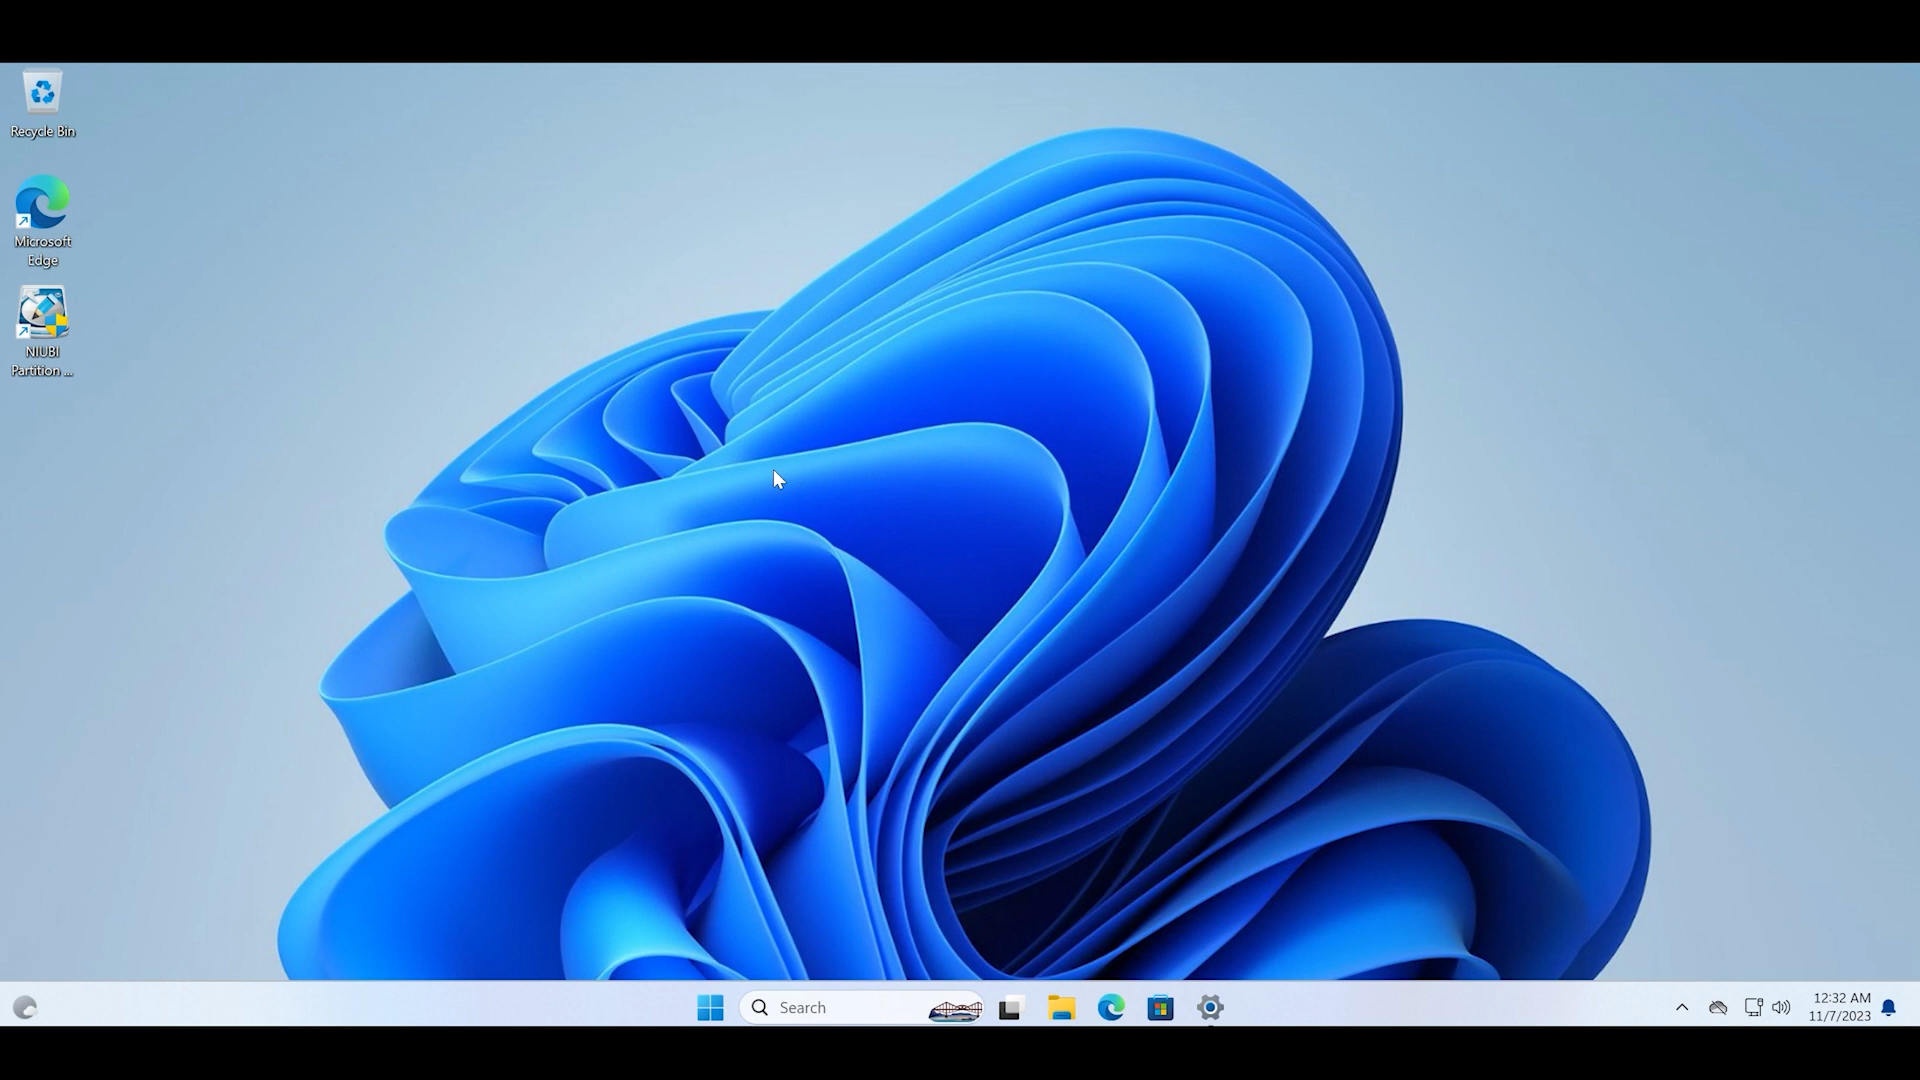 Recycle Bin
Microsoft
Edge
NIUBI
Partition ...
Search
12:32 AM
11/7/2023